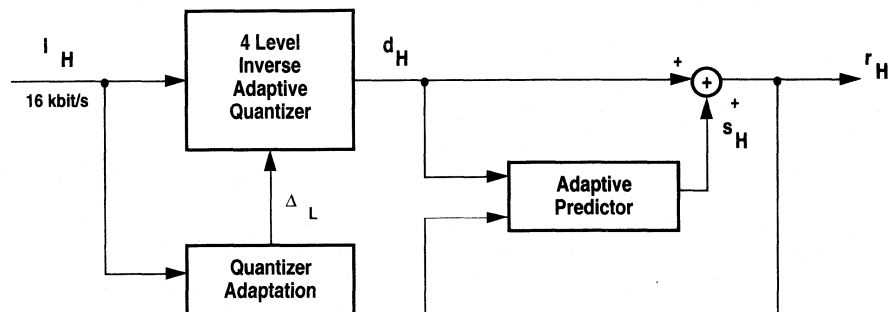 I H
16 kbit/s
4 Level
Inverse
Adaptive
Quantizer
d H
+
+
+
s H
r H
Adaptive
Predictor
Δ L
Quantizer
Adaptation